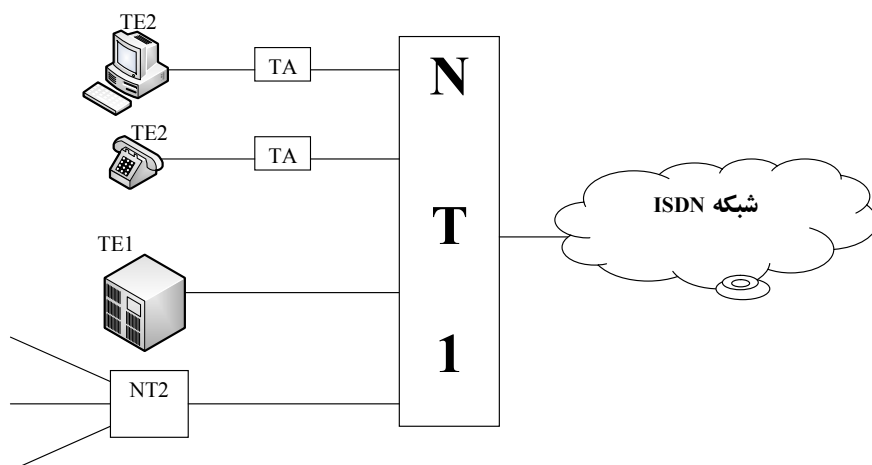 TE2
TA
TE2
TA
TE1
NT2
N
T
1
شبکه ISDN